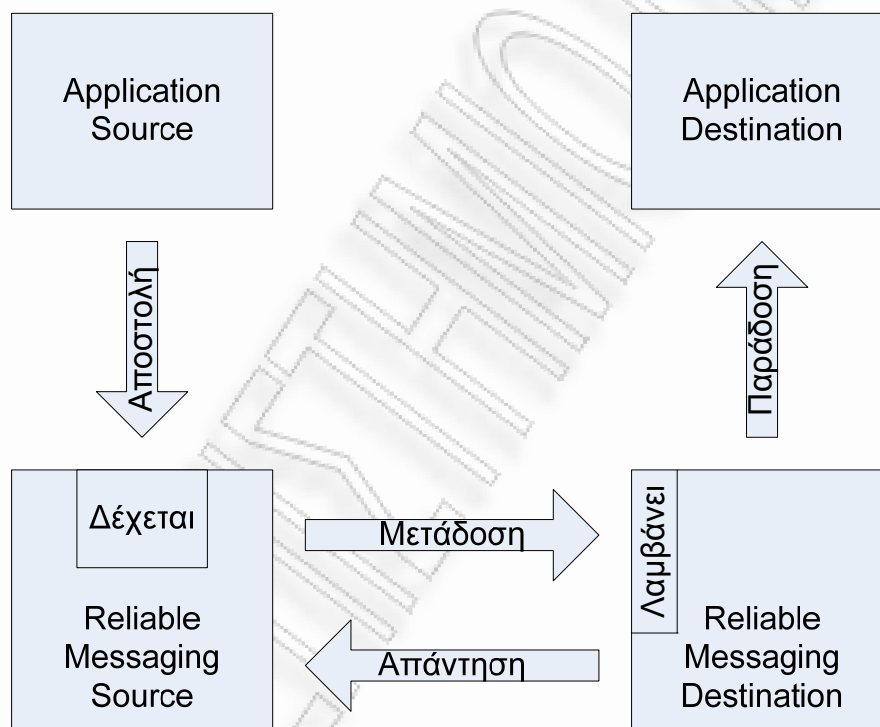 Application
Source
Application
Destination
Αποστολή
Παράδοση
Δέχεται
Μετάδοση
Λαμβάνει
Reliable
Messaging
Source
Απάντηση
Reliable
Messaging
Destination